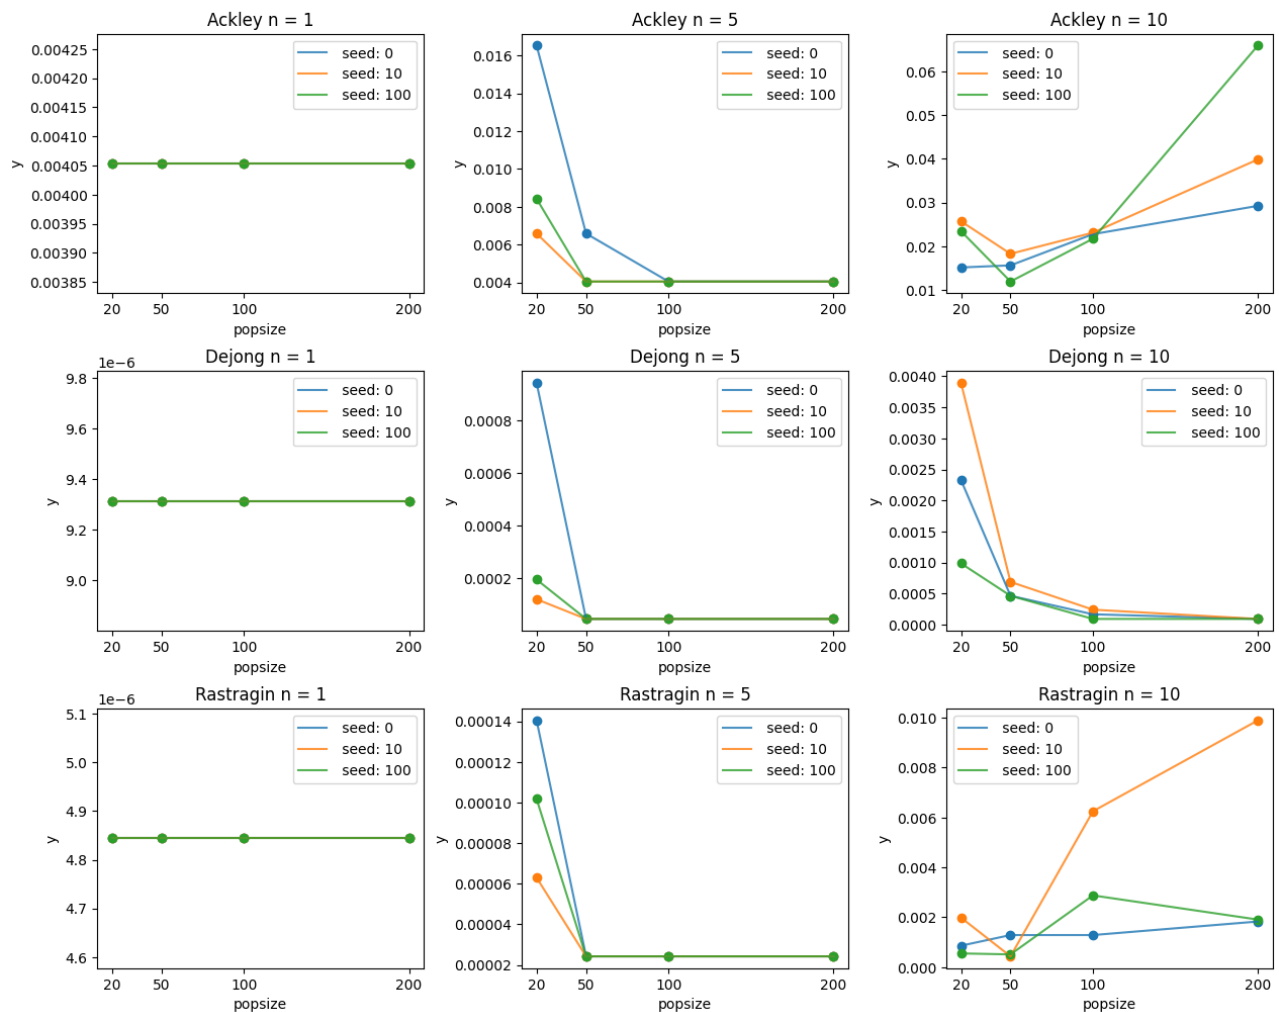 Ackley n = 1
0.00425
0.00420
0.00415
0.00410
0.00405
0.00400
0.00395
0.00390
0.00385
y
seed: 0
seed: 10
seed: 100
20 50 100 200
popsize
Ackley n = 5
0.016
0.014
0.012
0.010
0.008
0.006
0.004
y
seed: 0
seed: 10
seed: 100
20 50 100 200
popsize
Ackley n = 10
0.06
0.05
0.04
0.03
0.02
0.01
y
seed: 0
seed: 10
seed: 100
20 50 100 200
popsize
Dejong n = 1
1e−6
9.8
9.6
9.4
9.2
9.0
y
seed: 0
seed: 10
seed: 100
20 50 100 200
popsize
Dejong n = 5
0.0008
0.0006
0.0004
0.0002
y
seed: 0
seed: 10
seed: 100
20 50 100 200
popsize
Dejong n = 10
0.0040
0.0035
0.0030
0.0025
0.0020
0.0015
0.0010
0.0005
0.0000
y
seed: 0
seed: 10
seed: 100
20 50 100 200
popsize
Rastragin n = 1
1e−6
5.1
5.0
4.9
4.8
4.7
4.6
y
seed: 0
seed: 10
seed: 100
20 50 100 200
popsize
Rastragin n = 5
0.00014
0.00012
0.00010
0.00008
0.00006
0.00004
0.00002
y
seed: 0
seed: 10
seed: 100
20 50 100 200
popsize
Rastragin n = 10
0.010
0.008
0.006
0.004
0.002
0.000
y
seed: 0
seed: 10
seed: 100
20 50 100 200
popsize